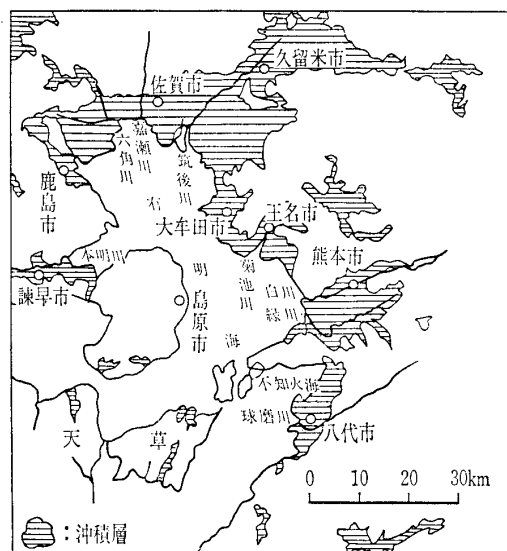 久留米市
佐賀市
嘉瀬川
六角川
筑後川
鹿島市
有
大牟田市
玉名市
本明川
菊池川
熊本市
明
白川
緑川
諫早市
島原市
海
不知火海
球磨川
八代市
天
草
0 10 20 30km
:沖積層